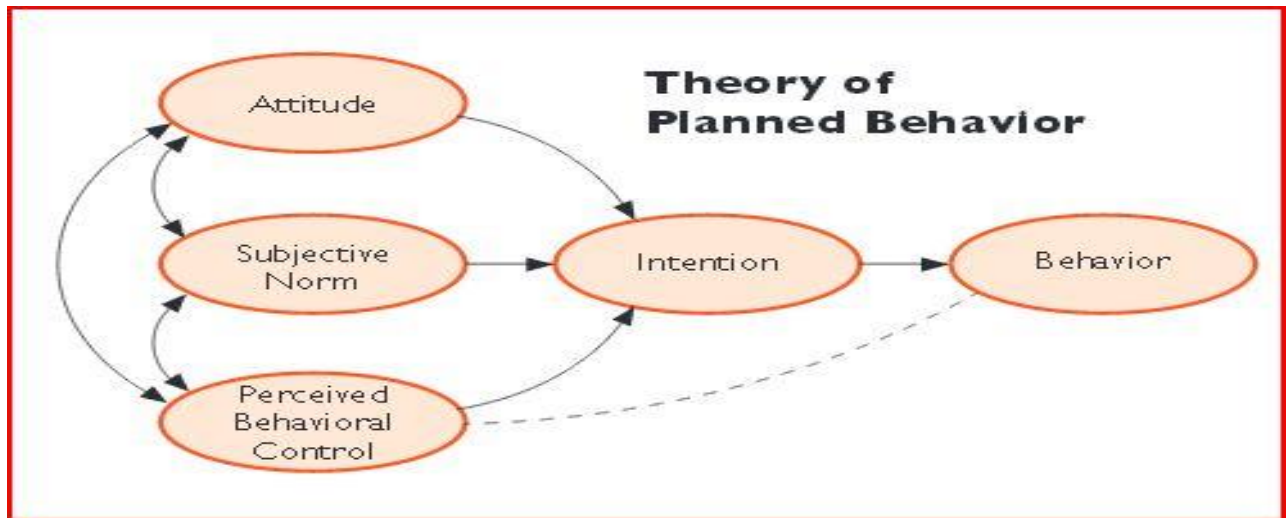 Theory of
Planned Behavior
Attitude
Subjective
Norm
Intention
Behavior
Perceived
Behavioral
Control